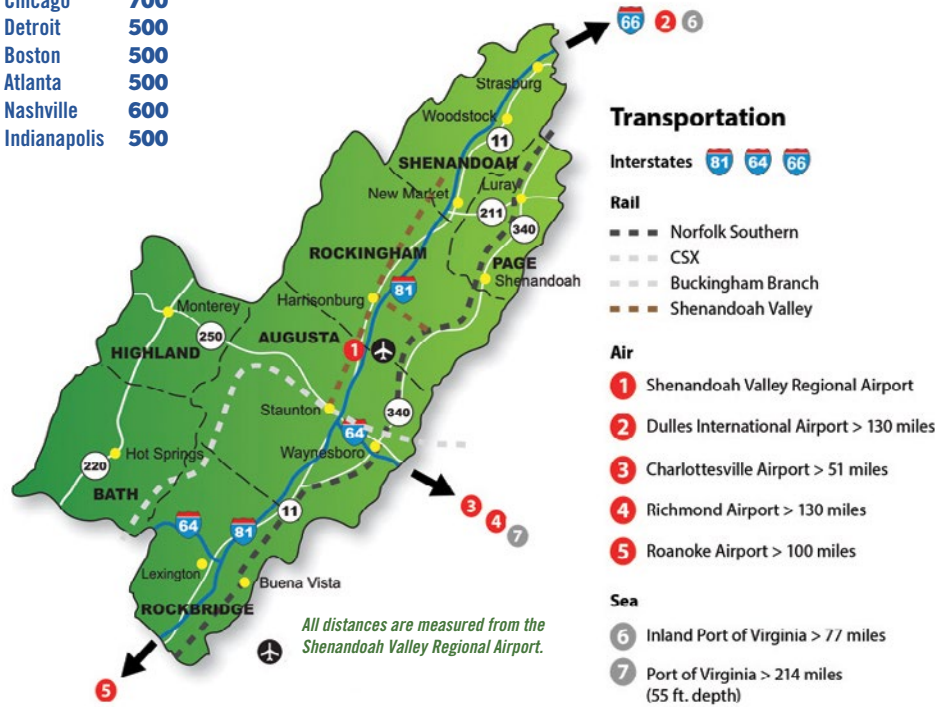 Chicago 700
Detroit 500
Boston 500
Atlanta 500
Nashville 600
Indianapolis 500
66 2 6
Strasburg
Woodstock
11
SHENANDOAH
New Market
Luray
211
340
ROCKINGHAM
PAGE
Shenandoah
81
Harrisonburg
Monterey
250
AUGUSTA
1
HIGHLAND
Staunton
340
64
Waynesboro
Hot Springs
220
BATH
3
4
7
11
64
81
Lexington
Buena Vista
ROCKBRIDGE
5
All distances are measured from the
Shenandoah Valley Regional Airport.
Transportation
Interstates 81 64 66
Rail
Norfolk Southern
CSX
Buckingham Branch
Shenandoah Valley
Air
1 Shenandoah Valley Regional Airport
2 Dulles International Airport > 130 miles
3 Charlottesville Airport > 51 miles
4 Richmond Airport > 130 miles
5 Roanoke Airport > 100 miles
Sea
6 Inland Port of Virginia > 77 miles
7 Port of Virginia > 214 miles
(55 ft. depth)